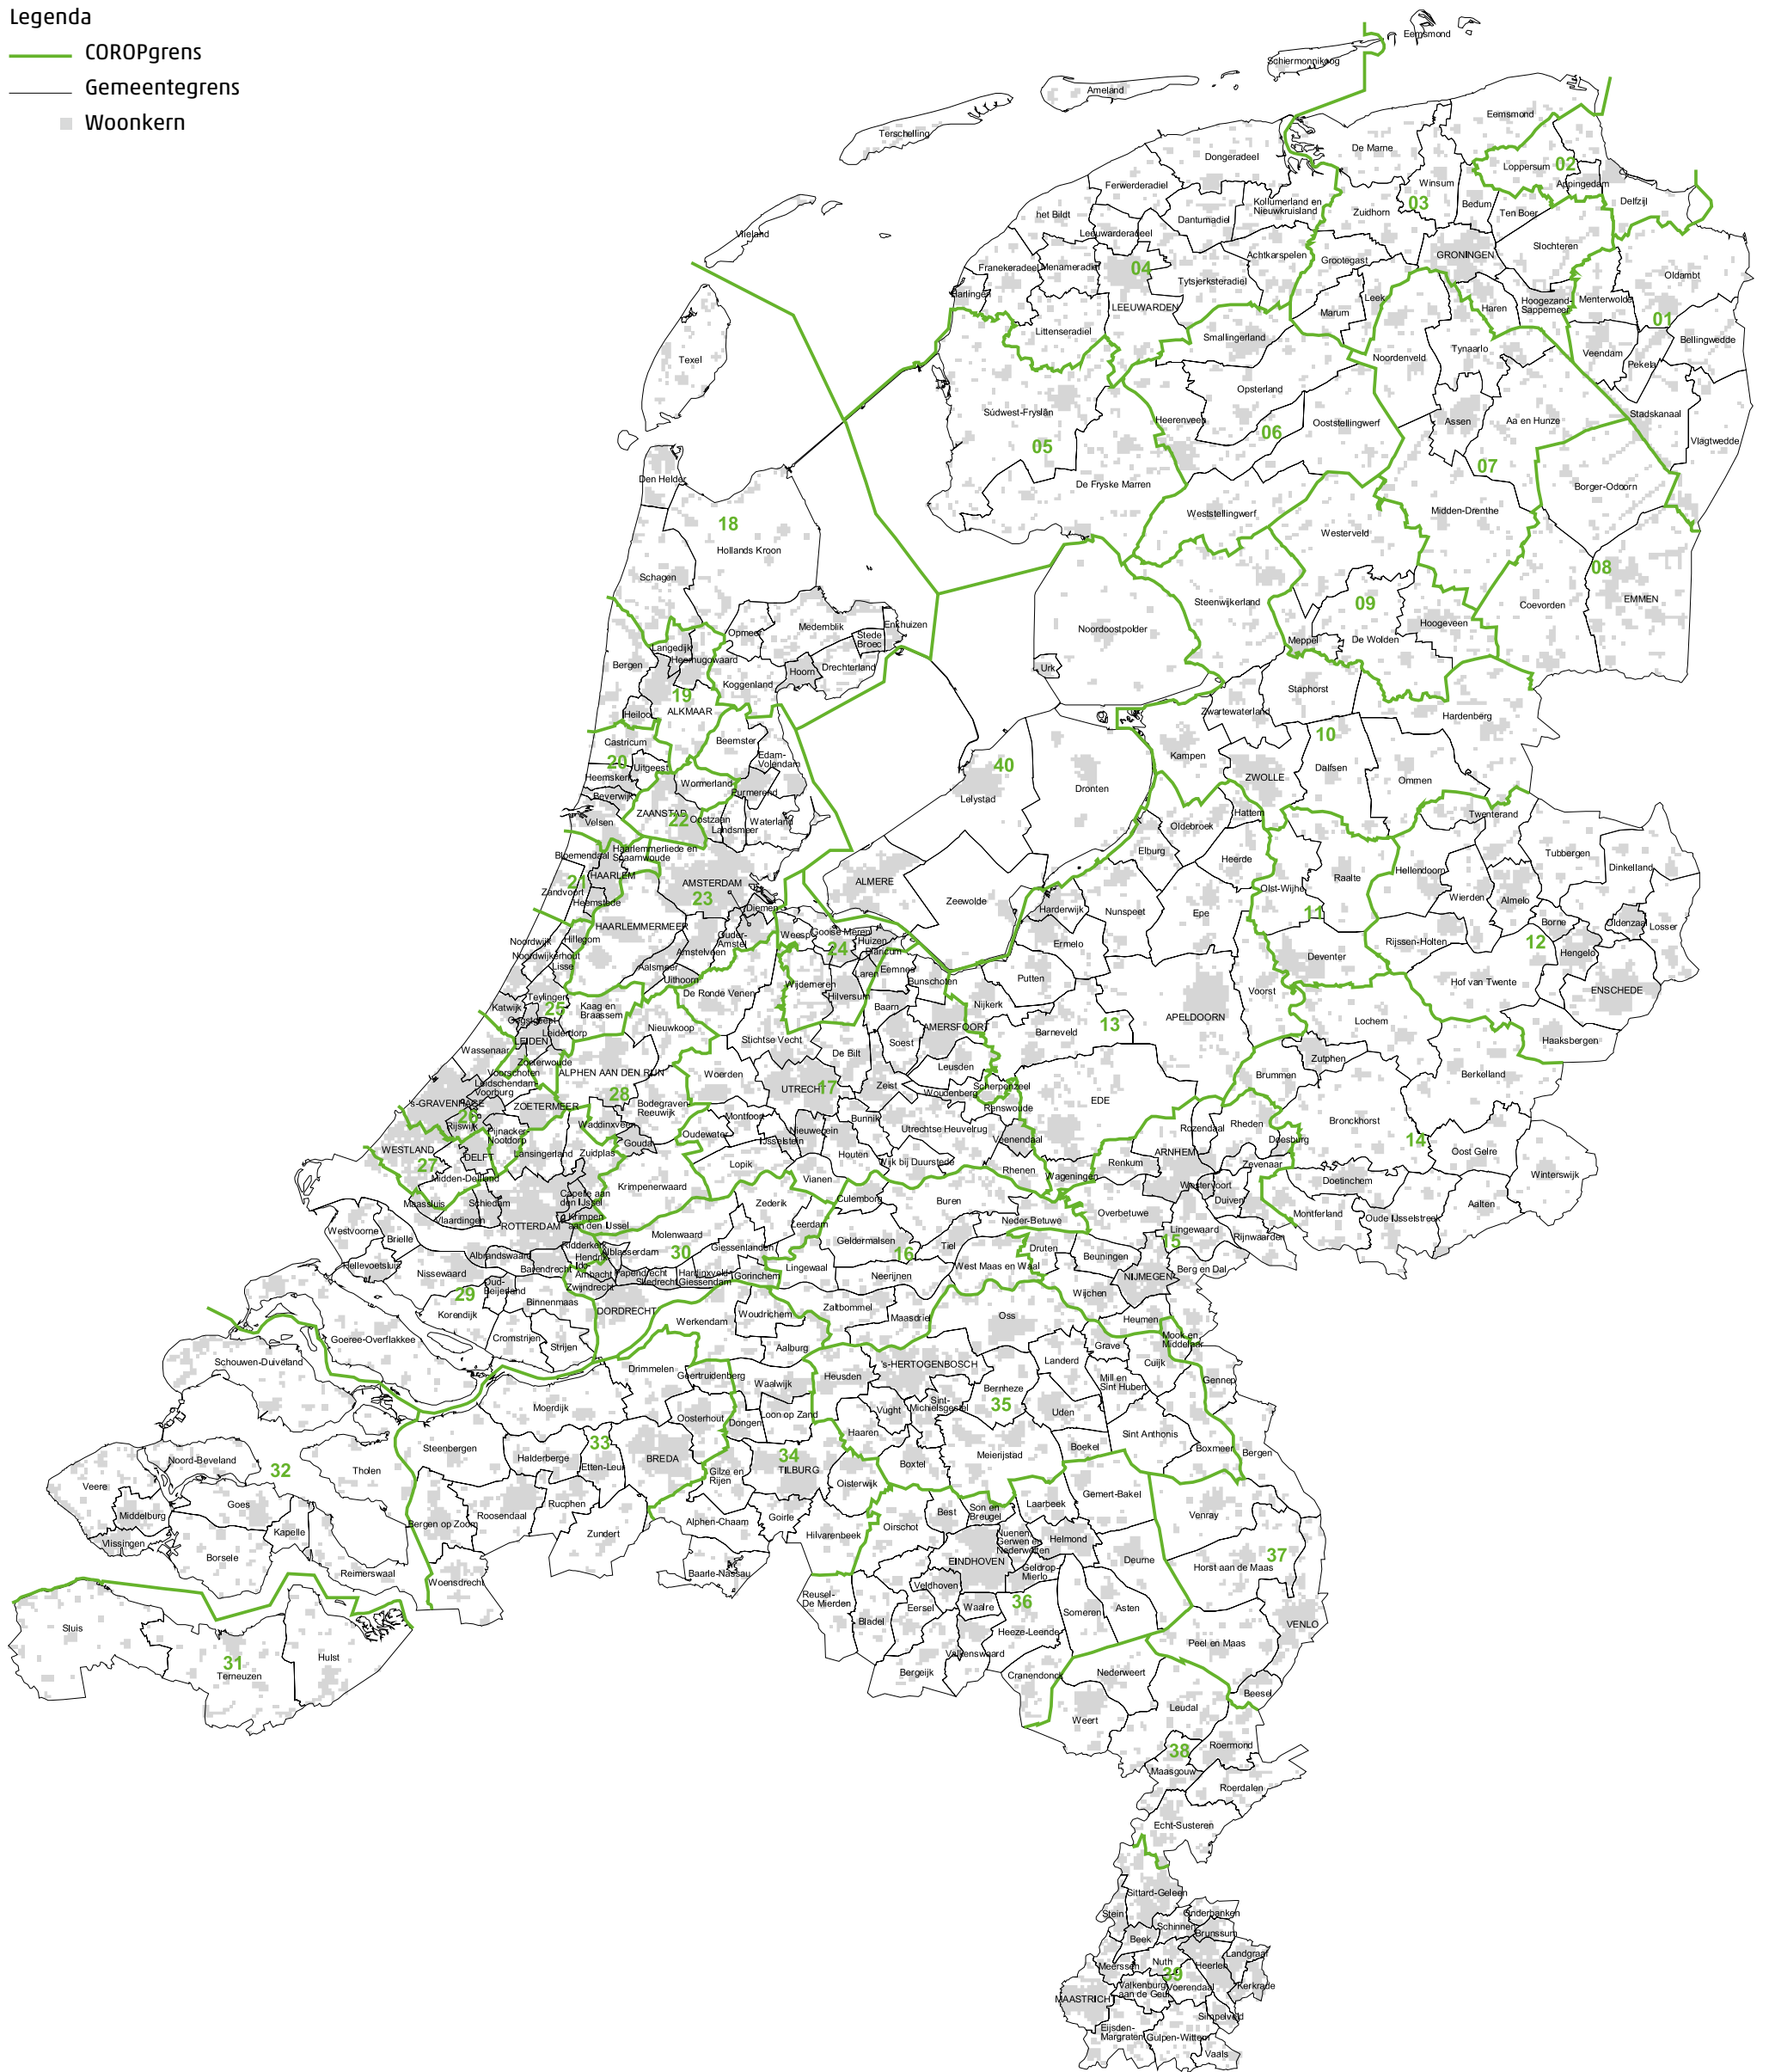 Legenda
COROPgrens
Gemeentegrens
Woonkern
Eemsmond
Schiermonnikoog
Ameland
Terschelling
Vlieland
Texel
Eemsmond
De Marne
Dongeradeel
Loppersum
02
Appingedam
Delfzijl
Ferwerderadiel
Winsum
03
Bedum
Ten Boer
Kollumerland en
Nieuwkruisland
Zuidhorn
het Bildt
Dantumadiel
Leeuwarderadeel
Slochteren
GRONINGEN
Achtkarspelen
Grootegast
Franekeradeel
Menameradiel
04
Tytsjerksteradiel
Oldambt
Harlingen
LEEUWARDEN
Leek
Marum
Haren
Hoogezand-
Sappemeer
Menterwolde
01
Littenseradiel
Smallingerland
Bellingwedde
Tynaarlo
Noordenveld
Veendam
Pekela
Opsterland
Súdwest-Fryslân
Heerenveen
06
Ooststellingwerf
Assen
Aa en Hunze
Stadskanaal
Vlagtwedde
05
07
De Fryske Marren
Borger-Odoorn
Weststellingwerf
Midden-Drenthe
Westerveld
Den Helder
18
Hollands Kroon
Schagen
08
EMMEN
Coevorden
Steenwijkerland
09
Hoogeveen
Noordoostpolder
Meppel
De Wolden
Urk
Opmeer
Medemblik
Enkhuizen
Stede
Broec
Langedijk
Heerhugowaard
Bergen
Hoorn
Drechterland
Koggenland
19
ALKMAAR
Heiloo
Staphorst
Zwartewaterland
Hardenberg
10
Castricum
Beemster
Edam-
Volendam
Kampen
20
Uitgeest
Heemskerk
Wormerland
Purmerend
40
Dronten
ZWOLLE
Dalfsen
Ommen
Beverwijk
Lelystad
ZAANSTAD
22
Oostzaan
Landsmeer
Waterland
Velsen
Hattem
Oldebroek
Twenterand
Bloemendaal
Haarlemmerliede en
Spaarnwoude
Elburg
Heerde
Tubbergen
Dinkelland
21
HAARLEM
AMSTERDAM
23
Zandvoort
Heemstede
ALMERE
Zeewolde
Olst-Wijhe
Raalte
Hellendoorn
Wierden
Almelo
Diemen
Harderwijk
Nunspeet
Epe
11
Borne
Oldenzaal
Losser
HAARLEMMERMEER
Ouder-
Amstel
Weesp
Gooise Meren
Huizen
24
Blaricum
Ermelo
Rijssen-Holten
12
Hengelo
Noordwijk
Hillegom
Noordwijkerhout
Lisse
Amstelveen
Aalsmeer
Uithoorn
Laren
Eemnes
Bunschoten
Putten
Deventer
ENSCHEDE
Hof van Twente
Voorst
De Ronde Venen
Wijdemeren
Hilversum
Baarn
Nijkerk
Teylingen
Katwijk
25
Kaag en
Braassem
Oegstgeest
Leiderdorp
LEIDEN
Nieuwkoop
AMERSFOORT
Barneveld
13
APELDOORN
Lochem
Stichtse Vecht
Soest
De Bilt
Haaksbergen
Wassenaar
Zoeterwoude
Voorschoten
Leidschendam-
Voorburg
ALPHEN AAN DEN RIJN
Woerden
UTRECHT
17
Zeist
Leusden
Zutphen
Brummen
Berkelland
Woudenberg
Scherpenzeel
Renswoude
EDE
's-GRAVENHAGE
ZOETERMEER
28
Bodegraven-
Reeuwijk
Montfoort
Nieuwegein
Bunnik
Utrechtse Heuvelrug
Veenendaal
Rozendaal
Rheden
Doesburg
Bronckhorst
14
26
Rijswijk
Pijnacker-
Nootdorp
Waddinxveen
Gouda
Oudewater
IJsselstein
WESTLAND
DELFT
Lansingerland
Zuidplas
Houten
Wijk bij Duurstede
Renkum
ARNHEM
Zevenaar
Oost Gelre
Winterswijk
27
Midden-Delfland
Lopik
Vianen
Rhenen
Wageningen
Westervoort
Duiven
Doetinchem
Maassluis
Schiedam
Vlaardingen
Capelle aan
den IJssel
Krimpenerwaard
ROTTERDAM
Krimpen
aan den IJssel
Zederik
Culemborg
Buren
Neder-Betuwe
Overbetuwe
Lingewaard
Rijnwaarden
Montferland
Oude IJsselstreek
Aalten
Westvoorne
Brielle
Molenwaard
Leerdam
Geldermalsen
16
Tiel
Druten
Beuningen
15
Berg en Dal
Albrandswaard
Barendrecht
Ridderkerk
Hendrik-
Ido-
Ambacht
Alblasserdam
30
Giessenlanden
Hellevoetsluis
Nissewaard
Papendrecht
Sliedrecht
Hardinxveld-
Giessendam
Gorinchem
Lingewaal
Neerijnen
West Maas en Waal
NIJMEGEN
Wijchen
29
Oud-
Beijerland
Binnenmaas
Zwijndrecht
DORDRECHT
Korendijk
Werkendam
Woudrichem
Zaltbommel
Maasdriel
Oss
Heumen
Goeree-Overflakkee
Cromstrijen
Strijen
Aalburg
Grave
Mook en
Middelaar
Schouwen-Duiveland
Drimmelen
Geertruidenberg
Waalwijk
Heusden
's-HERTOGENBOSCH
Landerd
Cuijk
Mill en
Sint Hubert
Gennep
Bernheze
Moerdijk
Oosterhout
Dongen
Loon op Zand
Vught
Sint-
Michielsgestel
35
Uden
Steenbergen
33
Haaren
Sint Anthonis
Boxmeer
Bergen
Halderberge
Etten-Leur
BREDA
Gilze en
Rijen
34
TILBURG
Oisterwijk
Boxtel
Meierijstad
Boekel
32
Noord-Beveland
Tholen
Veere
Goes
Rucphen
Roosendaal
Bergen op Zoom
Zundert
Alphen-Chaam
Goirle
Hilvarenbeek
Oirschot
Best
Son en
Breugel
Laarbeek
Gemert-Bakel
Venray
Middelburg
Vlissingen
Kapelle
Borsele
Reimerswaal
Woensdrecht
Baarle-Nassau
Nuenen
Gerwen en
Nederwetten
Helmond
EINDHOVEN
Geldrop-
Mierlo
Deurne
37
Horst aan de Maas
Reusel-
De Mierden
Veldhoven
Eersel
Waalre
36
Bladel
Heeze-Leende
Someren
Asten
VENLO
Sluis
31
Terneuzen
Hulst
Bergeijk
Valkenswaard
Cranendonck
Nederweert
Peel en Maas
Beesel
Weert
Leudal
38
Roermond
Maasgouw
Roerdalen
Echt-Susteren
Sittard-Geleen
Stein
Onderbanken
Schinnen
Brunssum
Beek
Landgraaf
Meerssen
Nuth
39
Heerlen
Kerkrade
Valkenburg
aan de Geul
Voerendaal
MAASTRICHT
Simpelveld
Eijsden-
Margraten
Gulpen-Wittem
Vaals